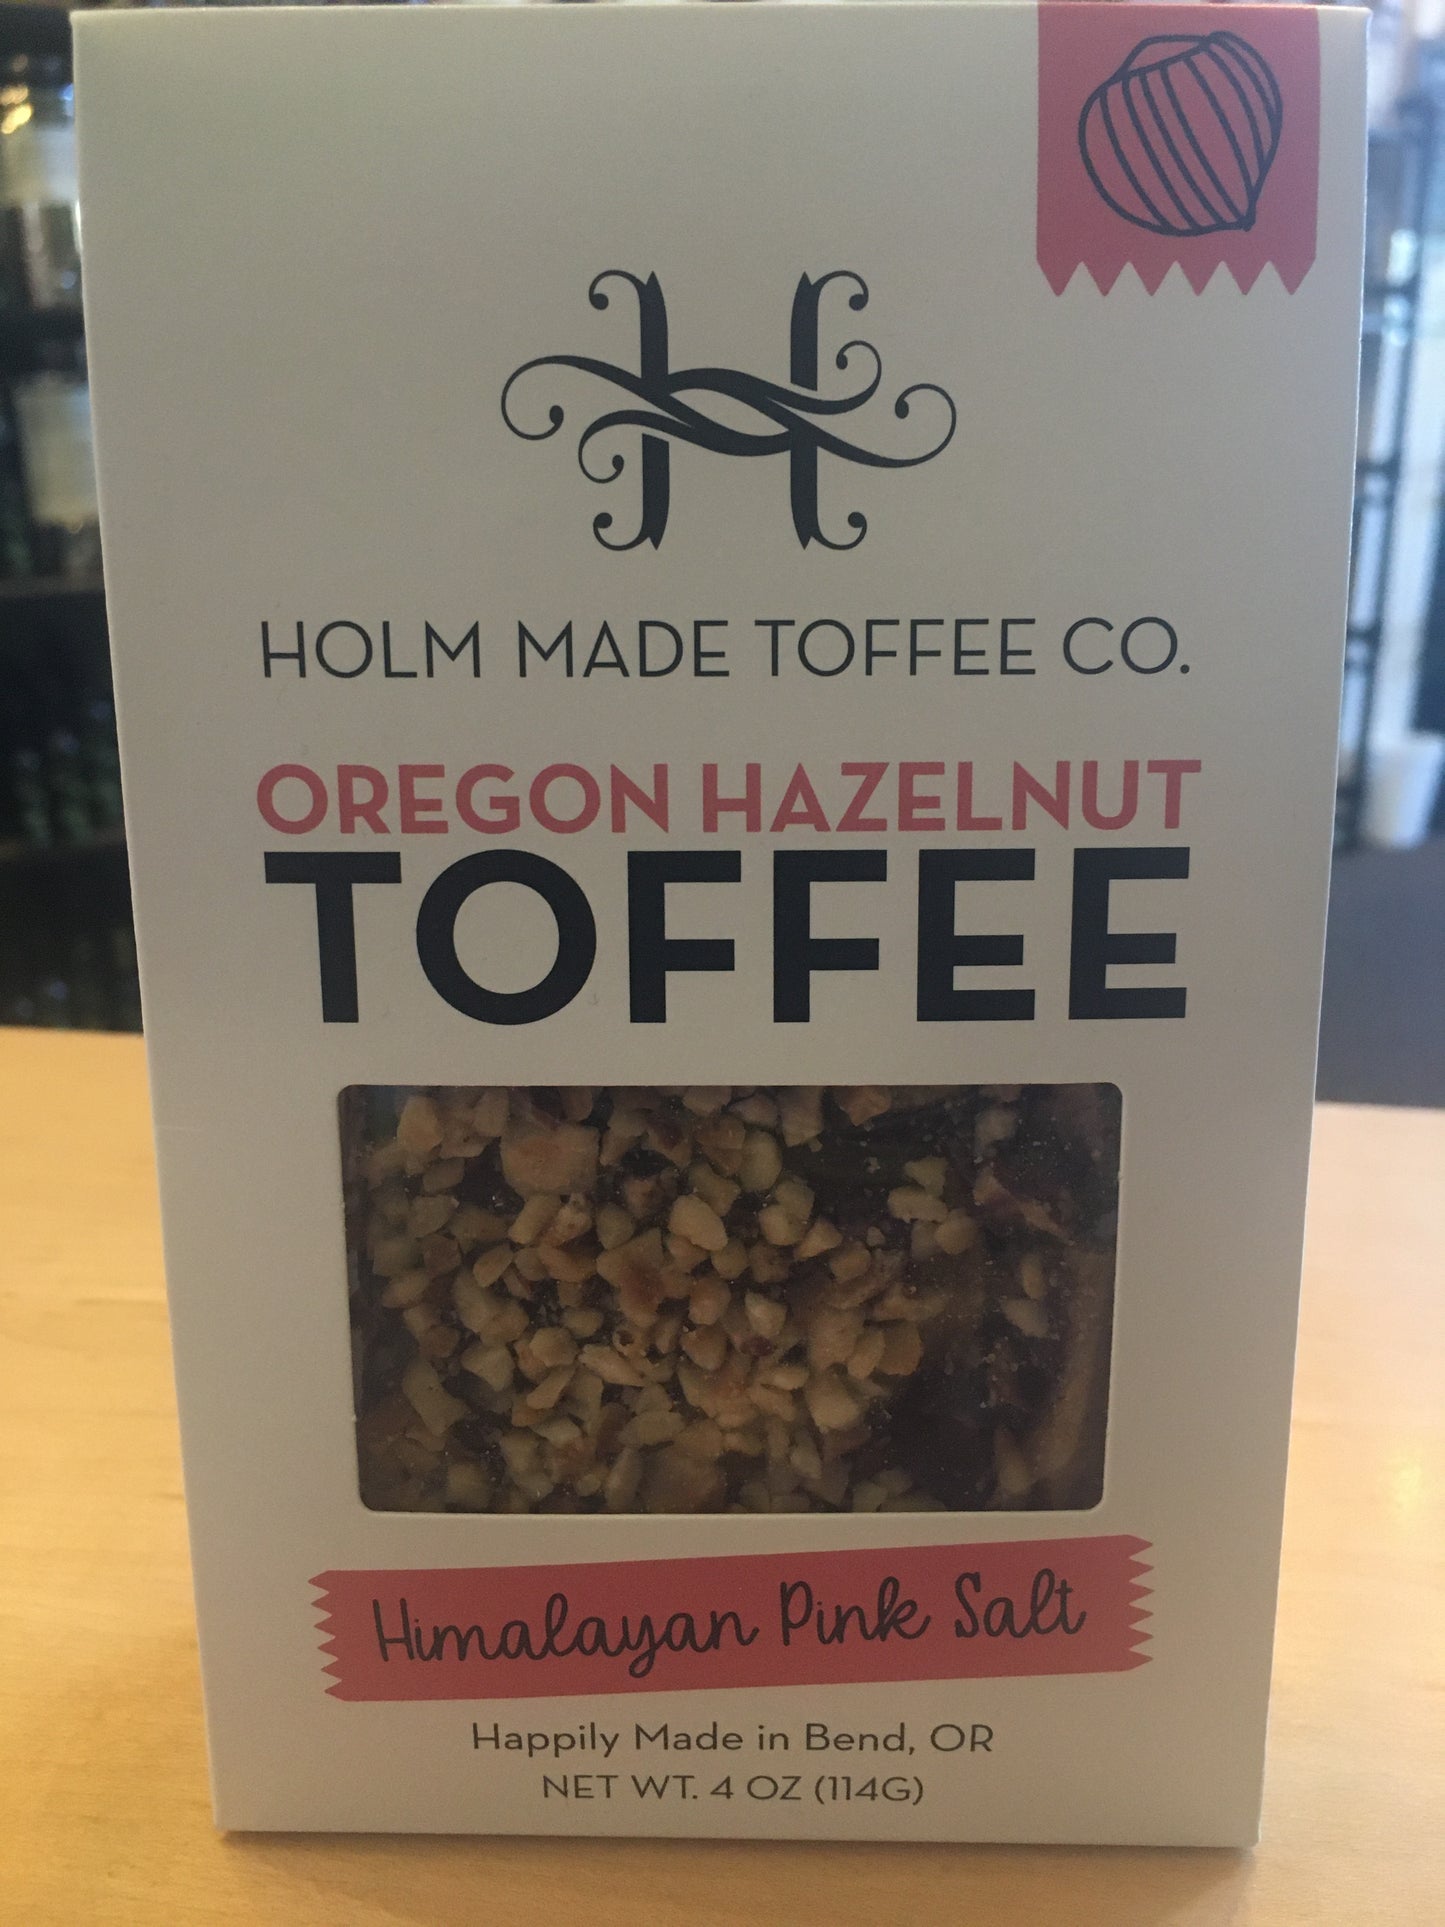 H
HOLM MADE TOFFEE CO.
OREGON HAZELNUT
TOFFEE
Himalayan Pink Salt
Happily Made in Bend, OR
NET WT. 4 OZ (114G)